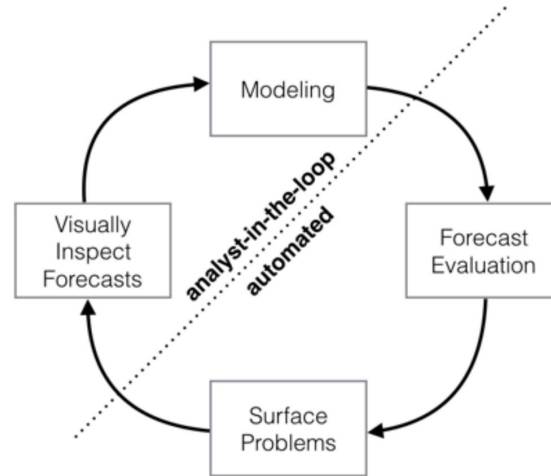 Modeling
analyst-in-the-loop
automated
Visually
Inspect
Forecasts
Forecast
Evaluation
Surface
Problems